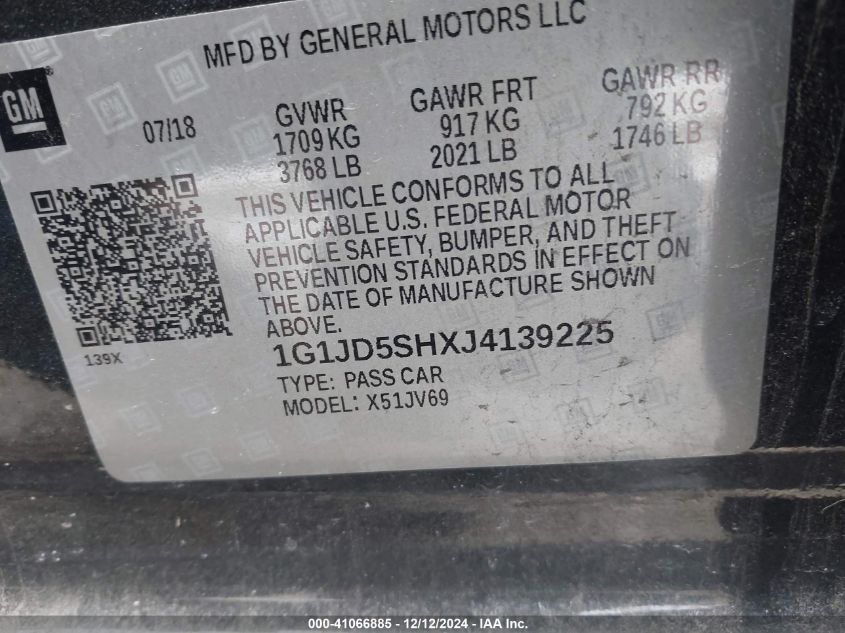 MFD BY GENERAL MOTORS LLC
GM
07/18
GVWR
1709 KG
3768 LB
GAWR FRT
917 KG
2021 LB
GAWR RR
792 KG
1746 LB
THIS VEHICLE CONFORMS TO ALL
APPLICABLE U.S. FEDERAL MOTOR
VEHICLE SAFETY, BUMPER, AND THEFT
PREVENTION STANDARDS IN EFFECT ON
THE DATE OF MANUFACTURE SHOWN
ABOVE.
139X
1G1JD5SHXJ4139225
TYPE: PASS CAR
MODEL: X51JV69
000-41066885 - 12/12/2024 - IAA Inc.